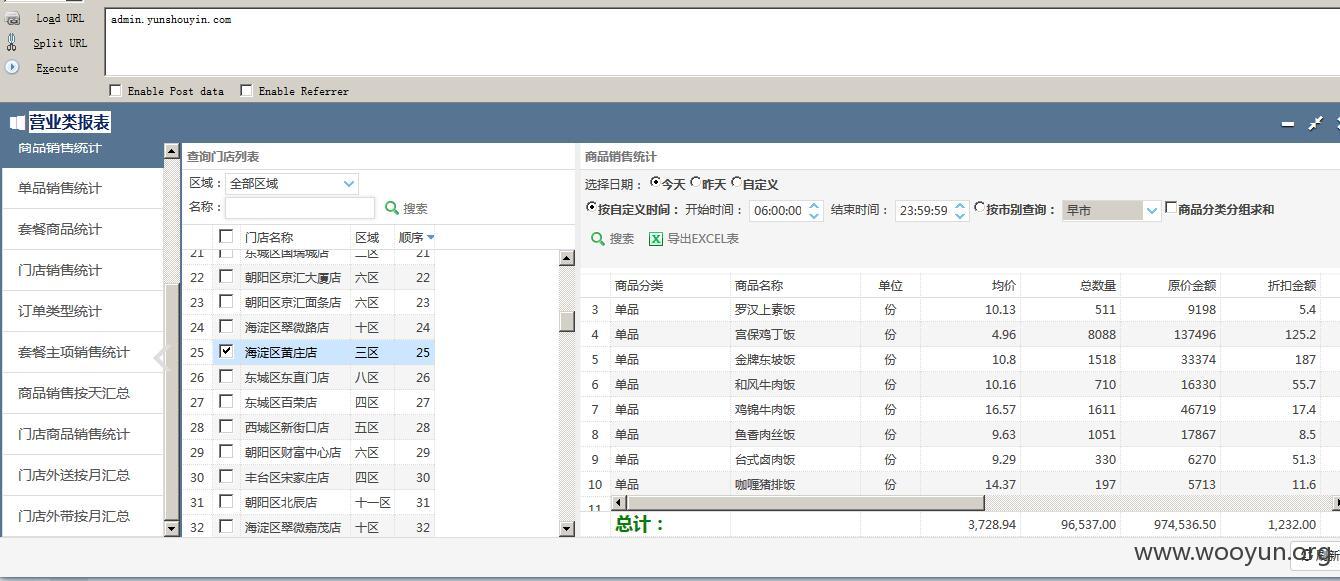 Load URL
admin.yunshouyin.com
Split URL
Execute
Enable Post data Enable Referrer
营业类报表
商品销售统计
单品销售统计
套餐商品统计
门店销售统计
订单类型统计
套餐主项销售统计
商品销售按天汇总
门店商品销售统计
门店外送按月汇总
门店外带按月汇总
查询门店列表
区域： 全部区域
名称： 搜索
门店名称 区域 顺序
21 东城区国瑞城店 二区 21
22 朝阳区京汇大厦店 六区 22
23 朝阳区京汇面条店 六区 23
24 海淀区翠微路店 十区 24
25 海淀区黄庄店 三区 25
26 东城区东直门店 八区 26
27 东城区百荣店 四区 27
28 西城区新街口店 五区 28
29 朝阳区财富中心店 六区 29
30 丰台区宋家庄店 四区 30
31 朝阳区北辰店 十一区 31
32 海淀区翠微嘉茂店 十区 32
商品销售统计
选择日期： 今天 昨天 自定义
按自定义时间： 开始时间： 06:00:00 结束时间： 23:59:59 按市别查询： 早市 商品分类分组求和
搜索 导出EXCEL表
商品分类 商品名称 单位 均价 总数量 原价金额 折扣金额
3 单品 罗汉上素饭 份 10.13 511 9198 5.4
4 单品 宫保鸡丁饭 份 4.96 8088 137496 125.2
5 单品 金牌东坡饭 份 10.8 1518 33374 187
6 单品 和风牛肉饭 份 10.16 710 16330 55.7
7 单品 鸡锦牛肉饭 份 16.57 1611 46719 17.4
8 单品 鱼香肉丝饭 份 9.63 1051 17867 8.5
9 单品 台式卤肉饭 份 9.29 330 6270 51.3
10 单品 咖喱猪排饭 份 14.37 197 5713 11.6
11
总计： 3,728.94 96,537.00 974,536.50 1,232.00
www.wooyun.org